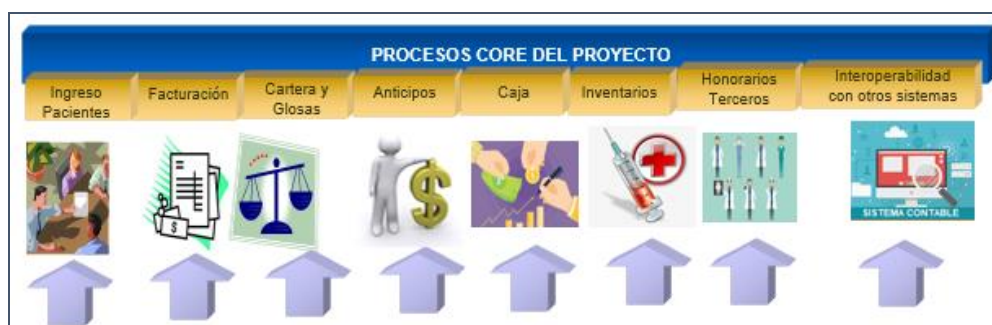 PROCESOS CORE DEL PROYECTO
Ingreso
Pacientes
Facturación
Cartera y
Glosas
Anticipos
Caja
Inventarios
Honorarios
Terceros
Interoperabilidad
con otros sistemas
$
$
SISTEMA CONTABLE